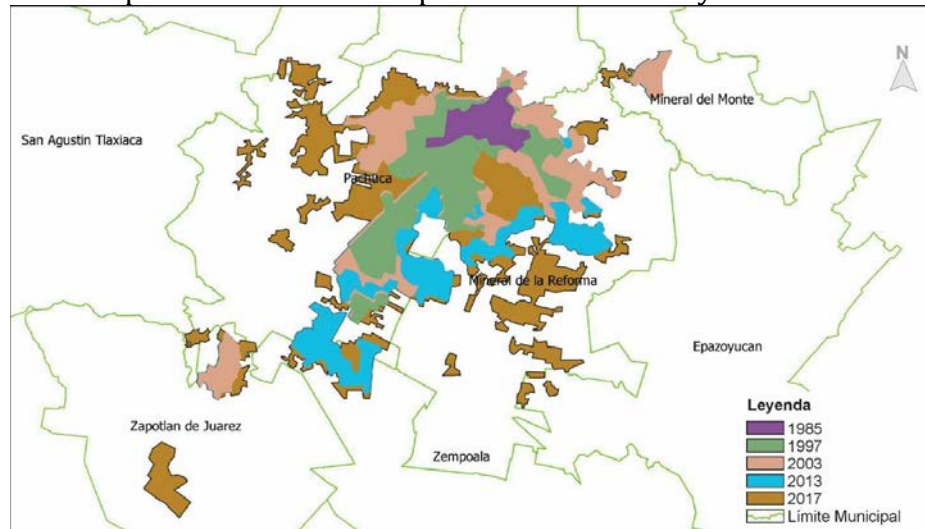 N
Mineral del Monte
San Agustin Tlaxiaca
Pachuca
Mineral de la Reforma
Epazoyucan
Zapotlan de Juarez
Zempoala
Leyenda
1985
1997
2003
2013
2017
Límite Municipal